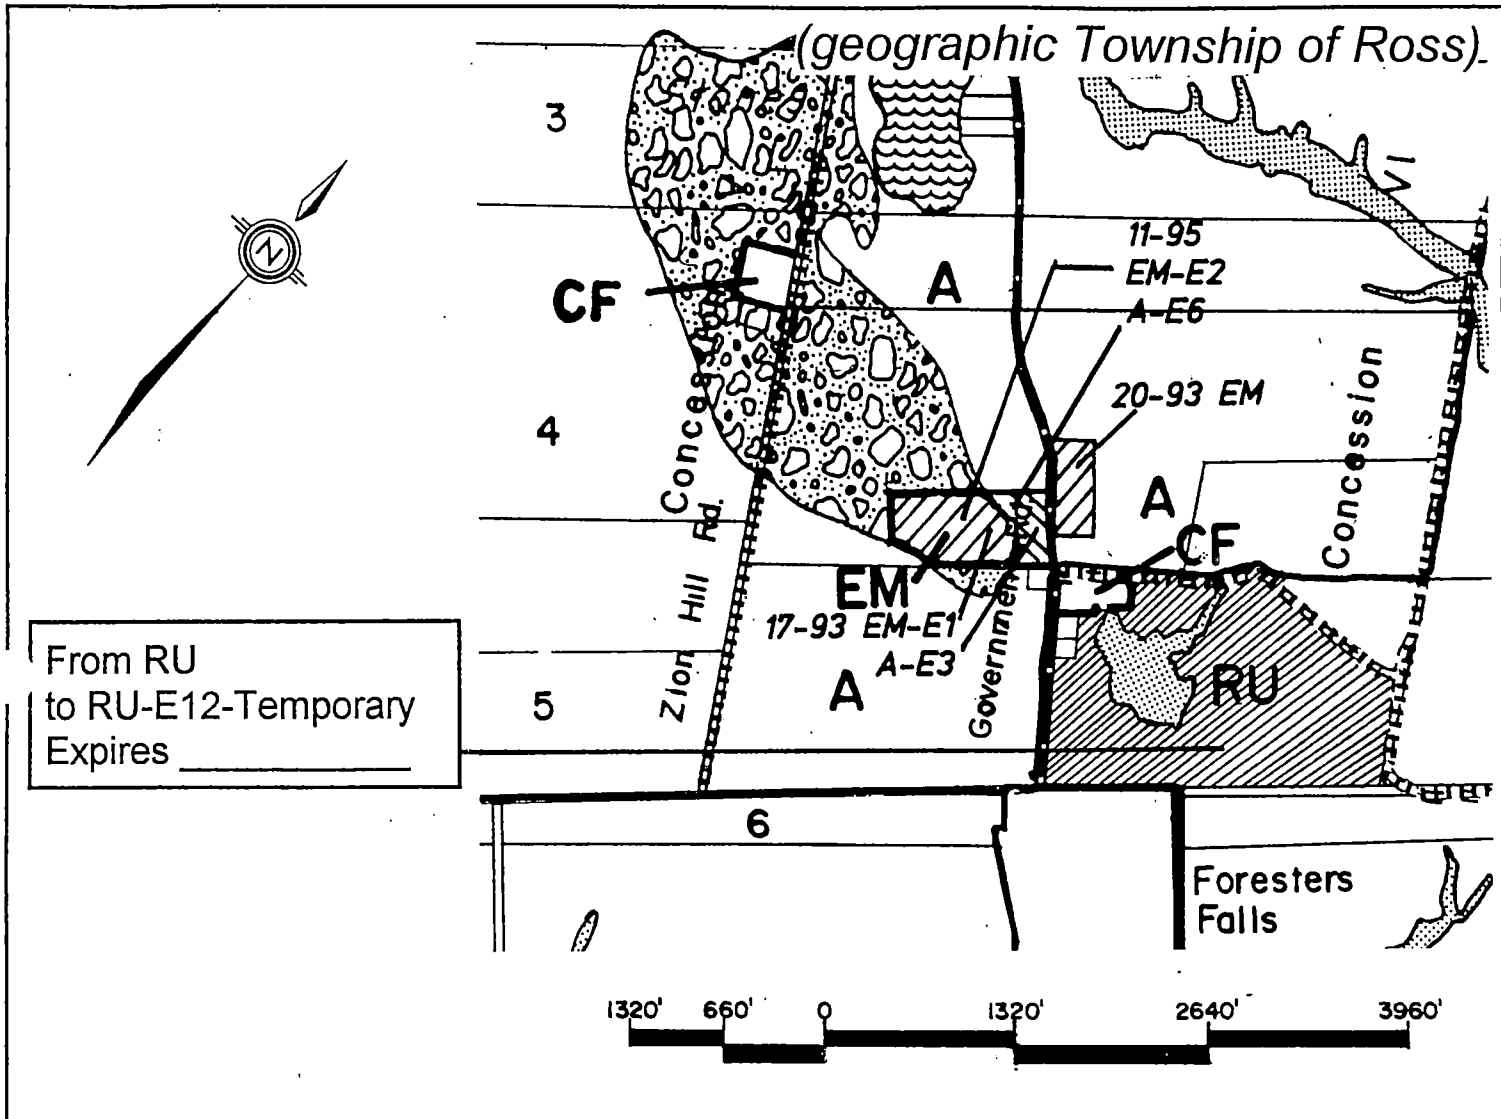 (geographic Township of Ross)
3
VI
N
11-95
EM-E2
A-E6
A
CF
20-93 EM
4
Concession
A
CF
Concession
Zion Hill Rd.
EM
17-93 EM-E1
A-E3
Government Rd.
From RU
to RU-E12-Temporary
Expires
5
A
RU
6
Foresters
Falls
1320' 660' 0 1320' 2640' 3960'